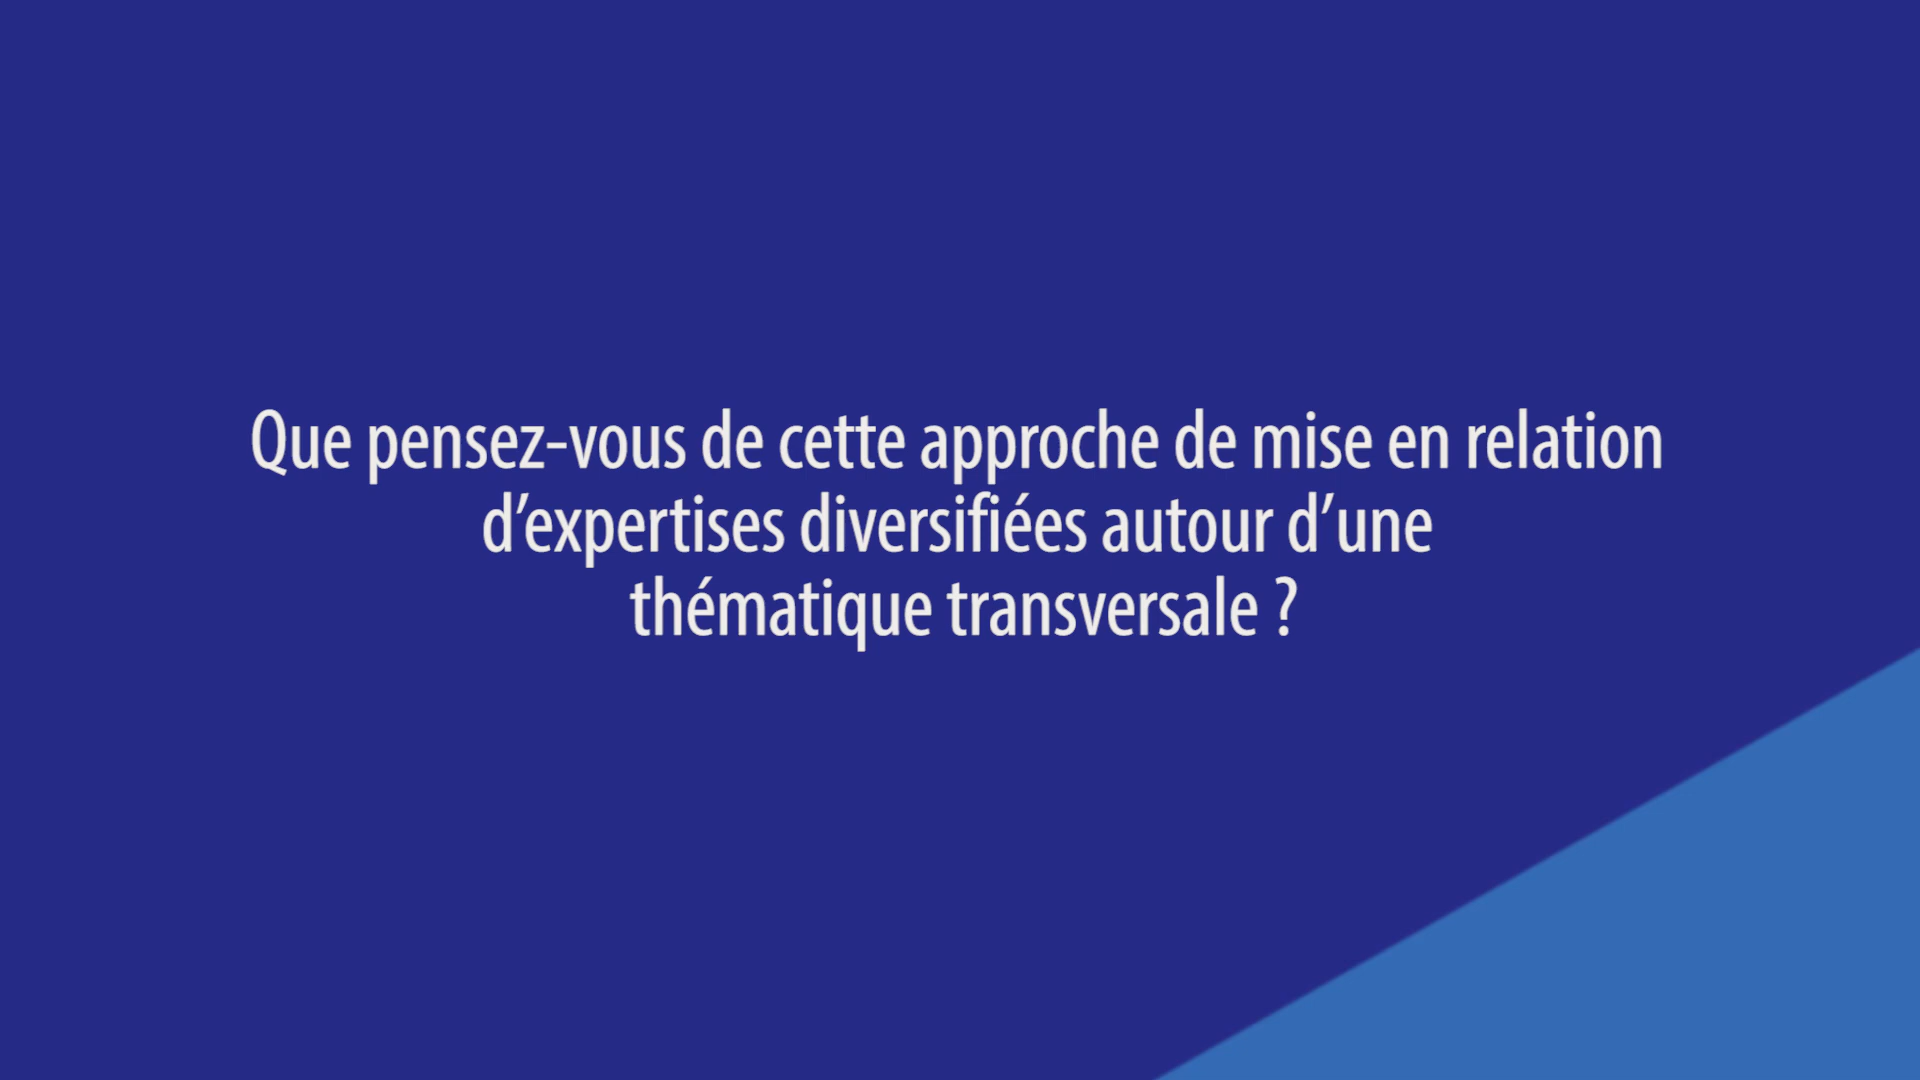 Que pensez-vous de cette approche de mise en relation
d’expertises diversifiées autour d’une
thématique transversale ?